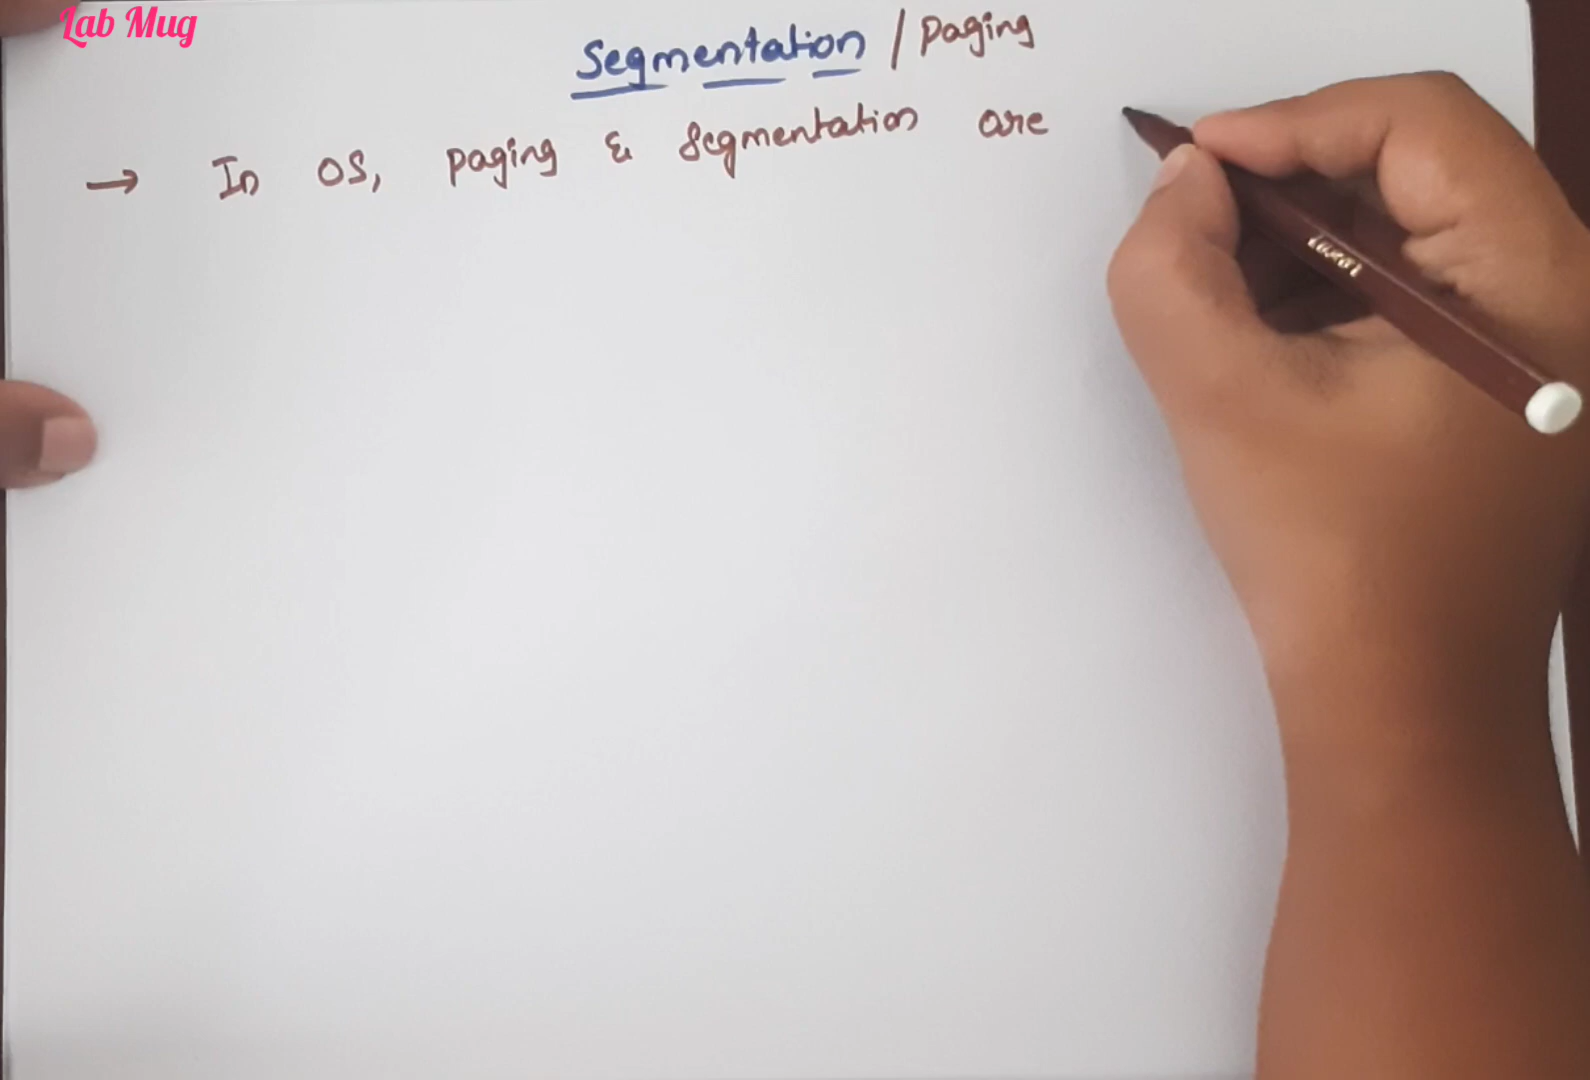 Lab Mug
Segmentation / Paging
→ In OS, Paging & Segmentation are